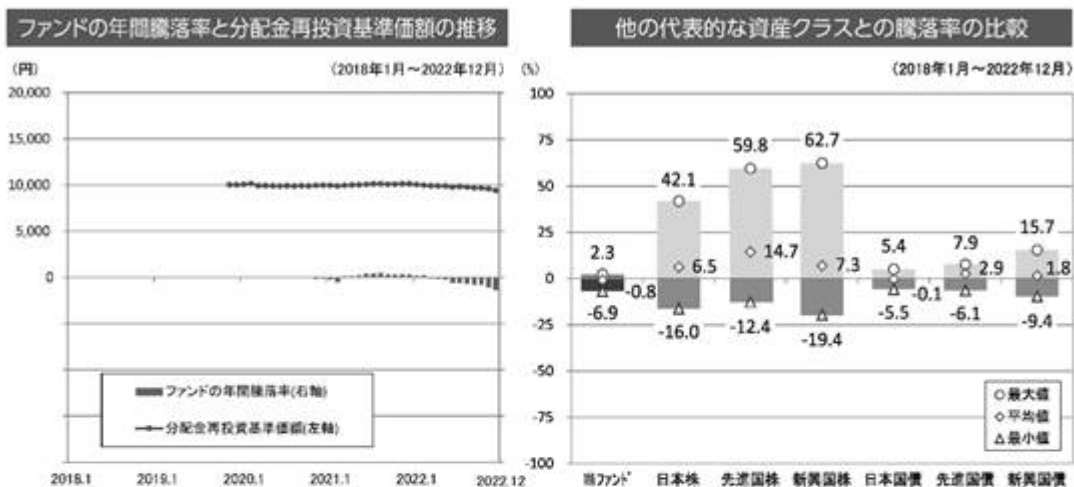 ファンドの年間騰落率と分配金再投資基準価額の推移
(円)
(2018年1月～2022年12月)
20,000
15,000
10,000
5,000
0
ファンドの年間騰落率(右軸)
分配金再投資基準価額(左軸)
2018.1
2019.1
2020.1
2021.1
2022.1
2022.12
他の代表的な資産クラスとの騰落率の比較
(%)
(2018年1月～2022年12月)
100
75
50
25
0
-25
-50
-75
-100
2.3
42.1
59.8
62.7
5.4
7.9
15.7
-0.8
6.5
14.7
7.3
-0.1
2.9
1.8
-6.9
-16.0
-12.4
-19.4
-5.5
-6.1
-9.4
最大値
平均値
最小値
当ファンド
日本株
先進国株
新興国株
日本国債
先進国債
新興国債